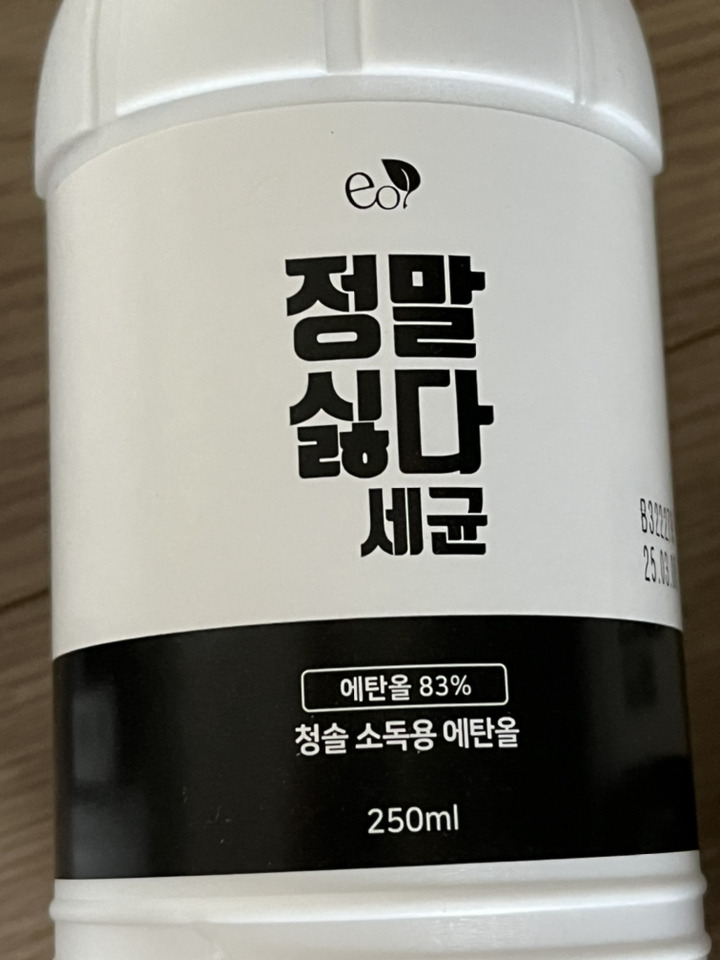 eo
정말
싫다
세균
25.03.
에탄올 83%
청솔 소독용 에탄올
250ml